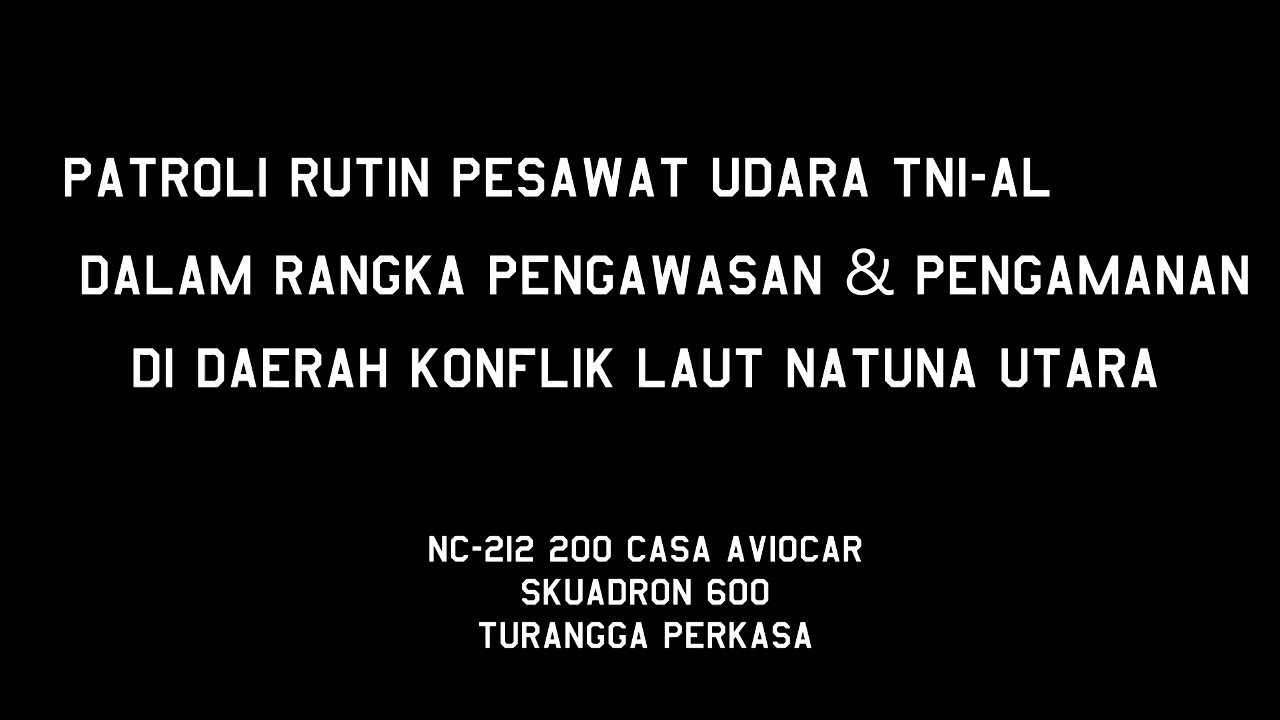 PATROLI RUTIN PESAWAT UDARA TNI-AL
DALAM RANGKA PENGAWASAN & PENGAMANAN
DI DAERAH KONFLIK LAUT NATUNA UTARA
NC-212 200 CASA AVIOCAR
SKUADRON 600
TURANGGA PERKASA